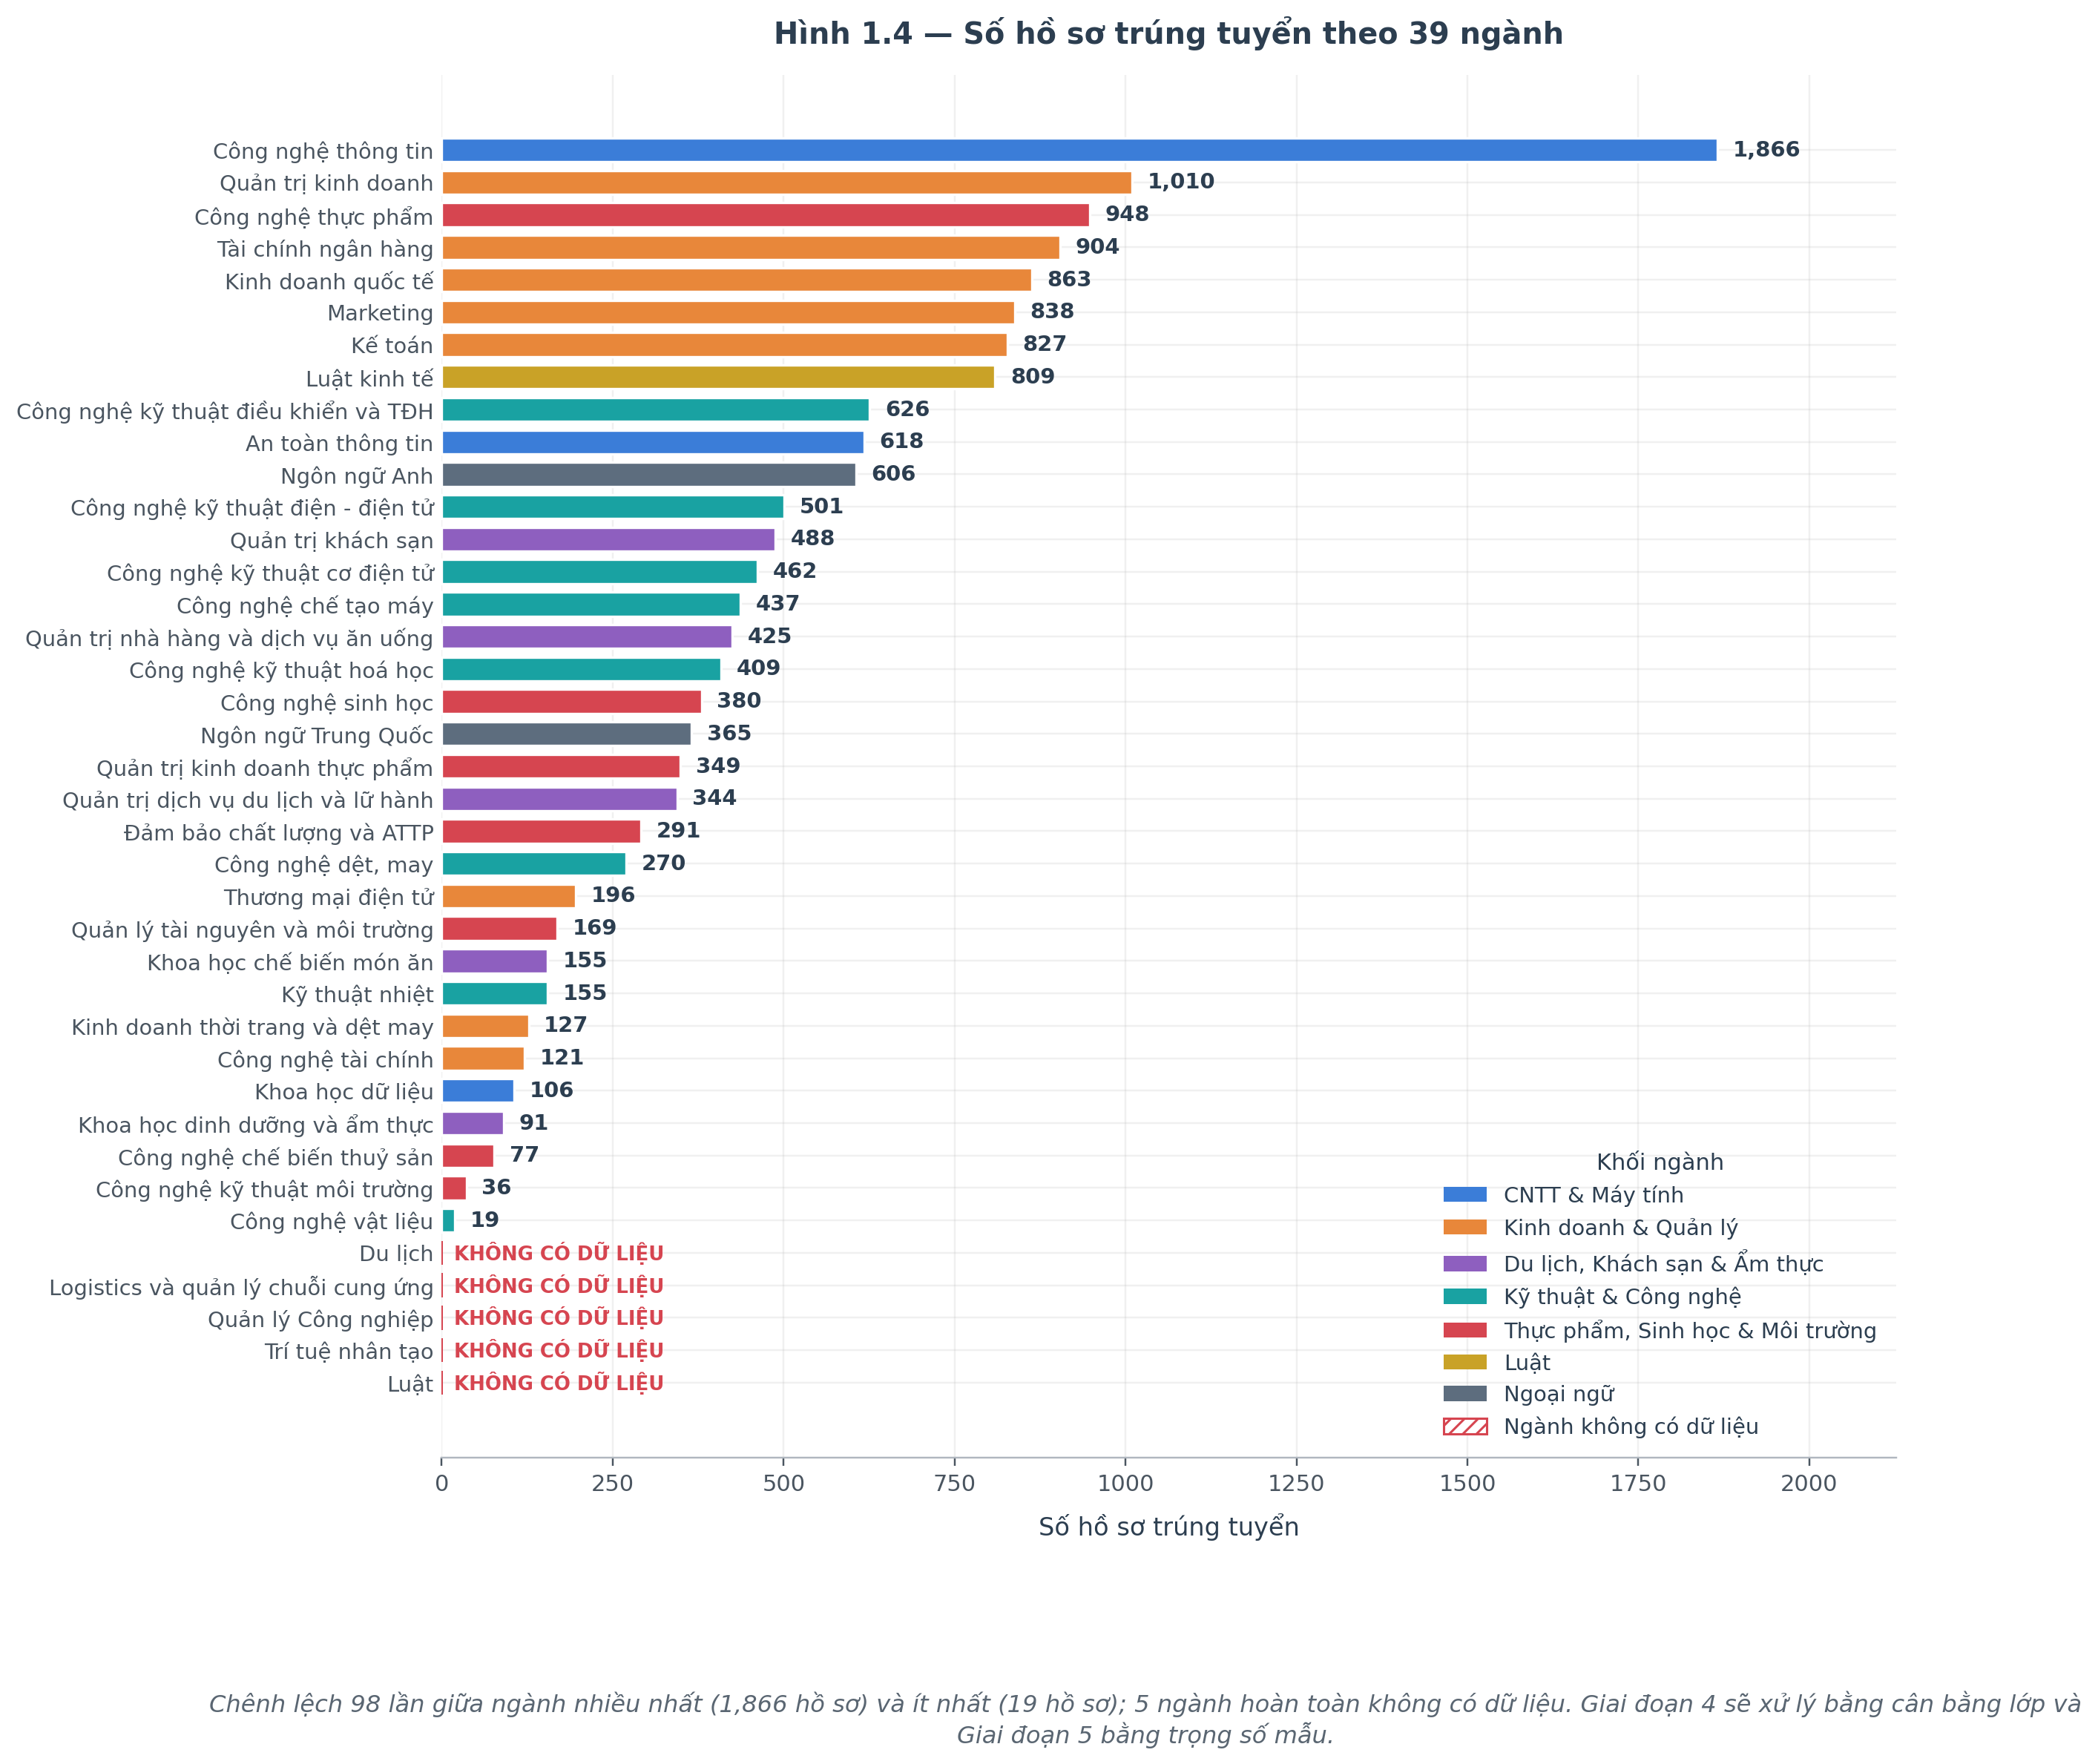 Hình 1.4 — Số hồ sơ trúng tuyển theo 39 ngành
Công nghệ thông tin 1,866
Quản trị kinh doanh 1,010
Công nghệ thực phẩm 948
Tài chính ngân hàng 904
Kinh doanh quốc tế 863
Marketing 838
Kế toán 827
Luật kinh tế 809
Công nghệ kỹ thuật điều khiển và TĐH 626
An toàn thông tin 618
Ngôn ngữ Anh 606
Công nghệ kỹ thuật điện - điện tử 501
Quản trị khách sạn 488
Công nghệ kỹ thuật cơ điện tử 462
Công nghệ chế tạo máy 437
Quản trị nhà hàng và dịch vụ ăn uống 425
Công nghệ kỹ thuật hoá học 409
Công nghệ sinh học 380
Ngôn ngữ Trung Quốc 365
Quản trị kinh doanh thực phẩm 349
Quản trị dịch vụ du lịch và lữ hành 344
Đảm bảo chất lượng và ATTP 291
Công nghệ dệt, may 270
Thương mại điện tử 196
Quản lý tài nguyên và môi trường 169
Khoa học chế biến món ăn 155
Kỹ thuật nhiệt 155
Kinh doanh thời trang và dệt may 127
Công nghệ tài chính 121
Khoa học dữ liệu 106
Khoa học dinh dưỡng và ẩm thực 91
Công nghệ chế biến thuỷ sản 77
Công nghệ kỹ thuật môi trường 36
Công nghệ vật liệu 19
Du lịch KHÔNG CÓ DỮ LIỆU
Logistics và quản lý chuỗi cung ứng KHÔNG CÓ DỮ LIỆU
Quản lý Công nghiệp KHÔNG CÓ DỮ LIỆU
Trí tuệ nhân tạo KHÔNG CÓ DỮ LIỆU
Luật KHÔNG CÓ DỮ LIỆU
Khối ngành
CNTT & Máy tính
Kinh doanh & Quản lý
Du lịch, Khách sạn & Ẩm thực
Kỹ thuật & Công nghệ
Thực phẩm, Sinh học & Môi trường
Luật
Ngoại ngữ
Ngành không có dữ liệu
0 250 500 750 1000 1250 1500 1750 2000
Số hồ sơ trúng tuyển
Chênh lệch 98 lần giữa ngành nhiều nhất (1,866 hồ sơ) và ít nhất (19 hồ sơ); 5 ngành hoàn toàn không có dữ liệu. Giai đoạn 4 sẽ xử lý bằng cân bằng lớp và
Giai đoạn 5 bằng trọng số mẫu.